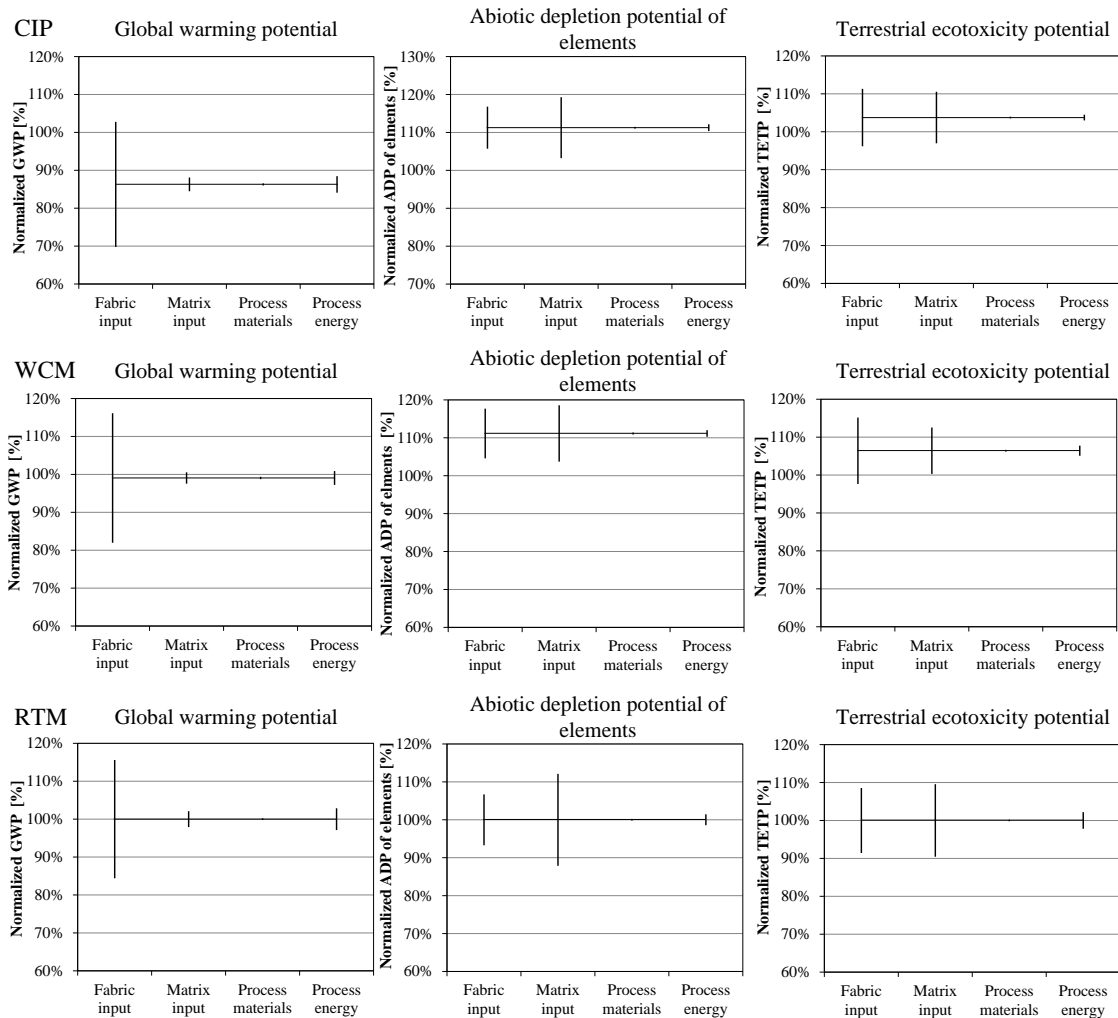 CIP
Global warming potential
Normalized GWP [%]
120%
110%
100%
90%
80%
70%
60%
Fabric
input
Matrix
input
Process
materials
Process
energy
Abiotic depletion potential of
elements
Normalized ADP of elments [%]
130%
120%
110%
100%
90%
80%
70%
Fabric
input
Matrix
input
Process
materials
Process
energy
Terrestrial ecotoxicity potential
Normalized TETP [%]
120%
110%
100%
90%
80%
70%
60%
Fabric
input
Matrix
input
Process
materials
Process
energy
WCM
Global warming potential
Normalized GWP [%]
120%
110%
100%
90%
80%
70%
60%
Fabric
input
Matrix
input
Process
materials
Process
energy
Abiotic depletion potential of
elements
Normalized ADP of elments [%]
120%
110%
100%
90%
80%
70%
60%
Fabric
input
Matrix
input
Process
materials
Process
energy
Terrestrial ecotoxicity potential
Normalized TETP [%]
120%
110%
100%
90%
80%
70%
60%
Fabric
input
Matrix
input
Process
materials
Process
energy
RTM
Global warming potential
Normalized GWP [%]
120%
110%
100%
90%
80%
70%
60%
Fabric
input
Matrix
input
Process
materials
Process
energy
Abiotic depletion potential of
elements
Normalized ADP of elements [%]
120%
110%
100%
90%
80%
70%
60%
Fabric
input
Matrix
input
Process
materials
Process
energy
Terrestrial ecotoxicity potential
Normalized TETP [%]
120%
110%
100%
90%
80%
70%
60%
Fabric
input
Matrix
input
Process
materials
Process
energy